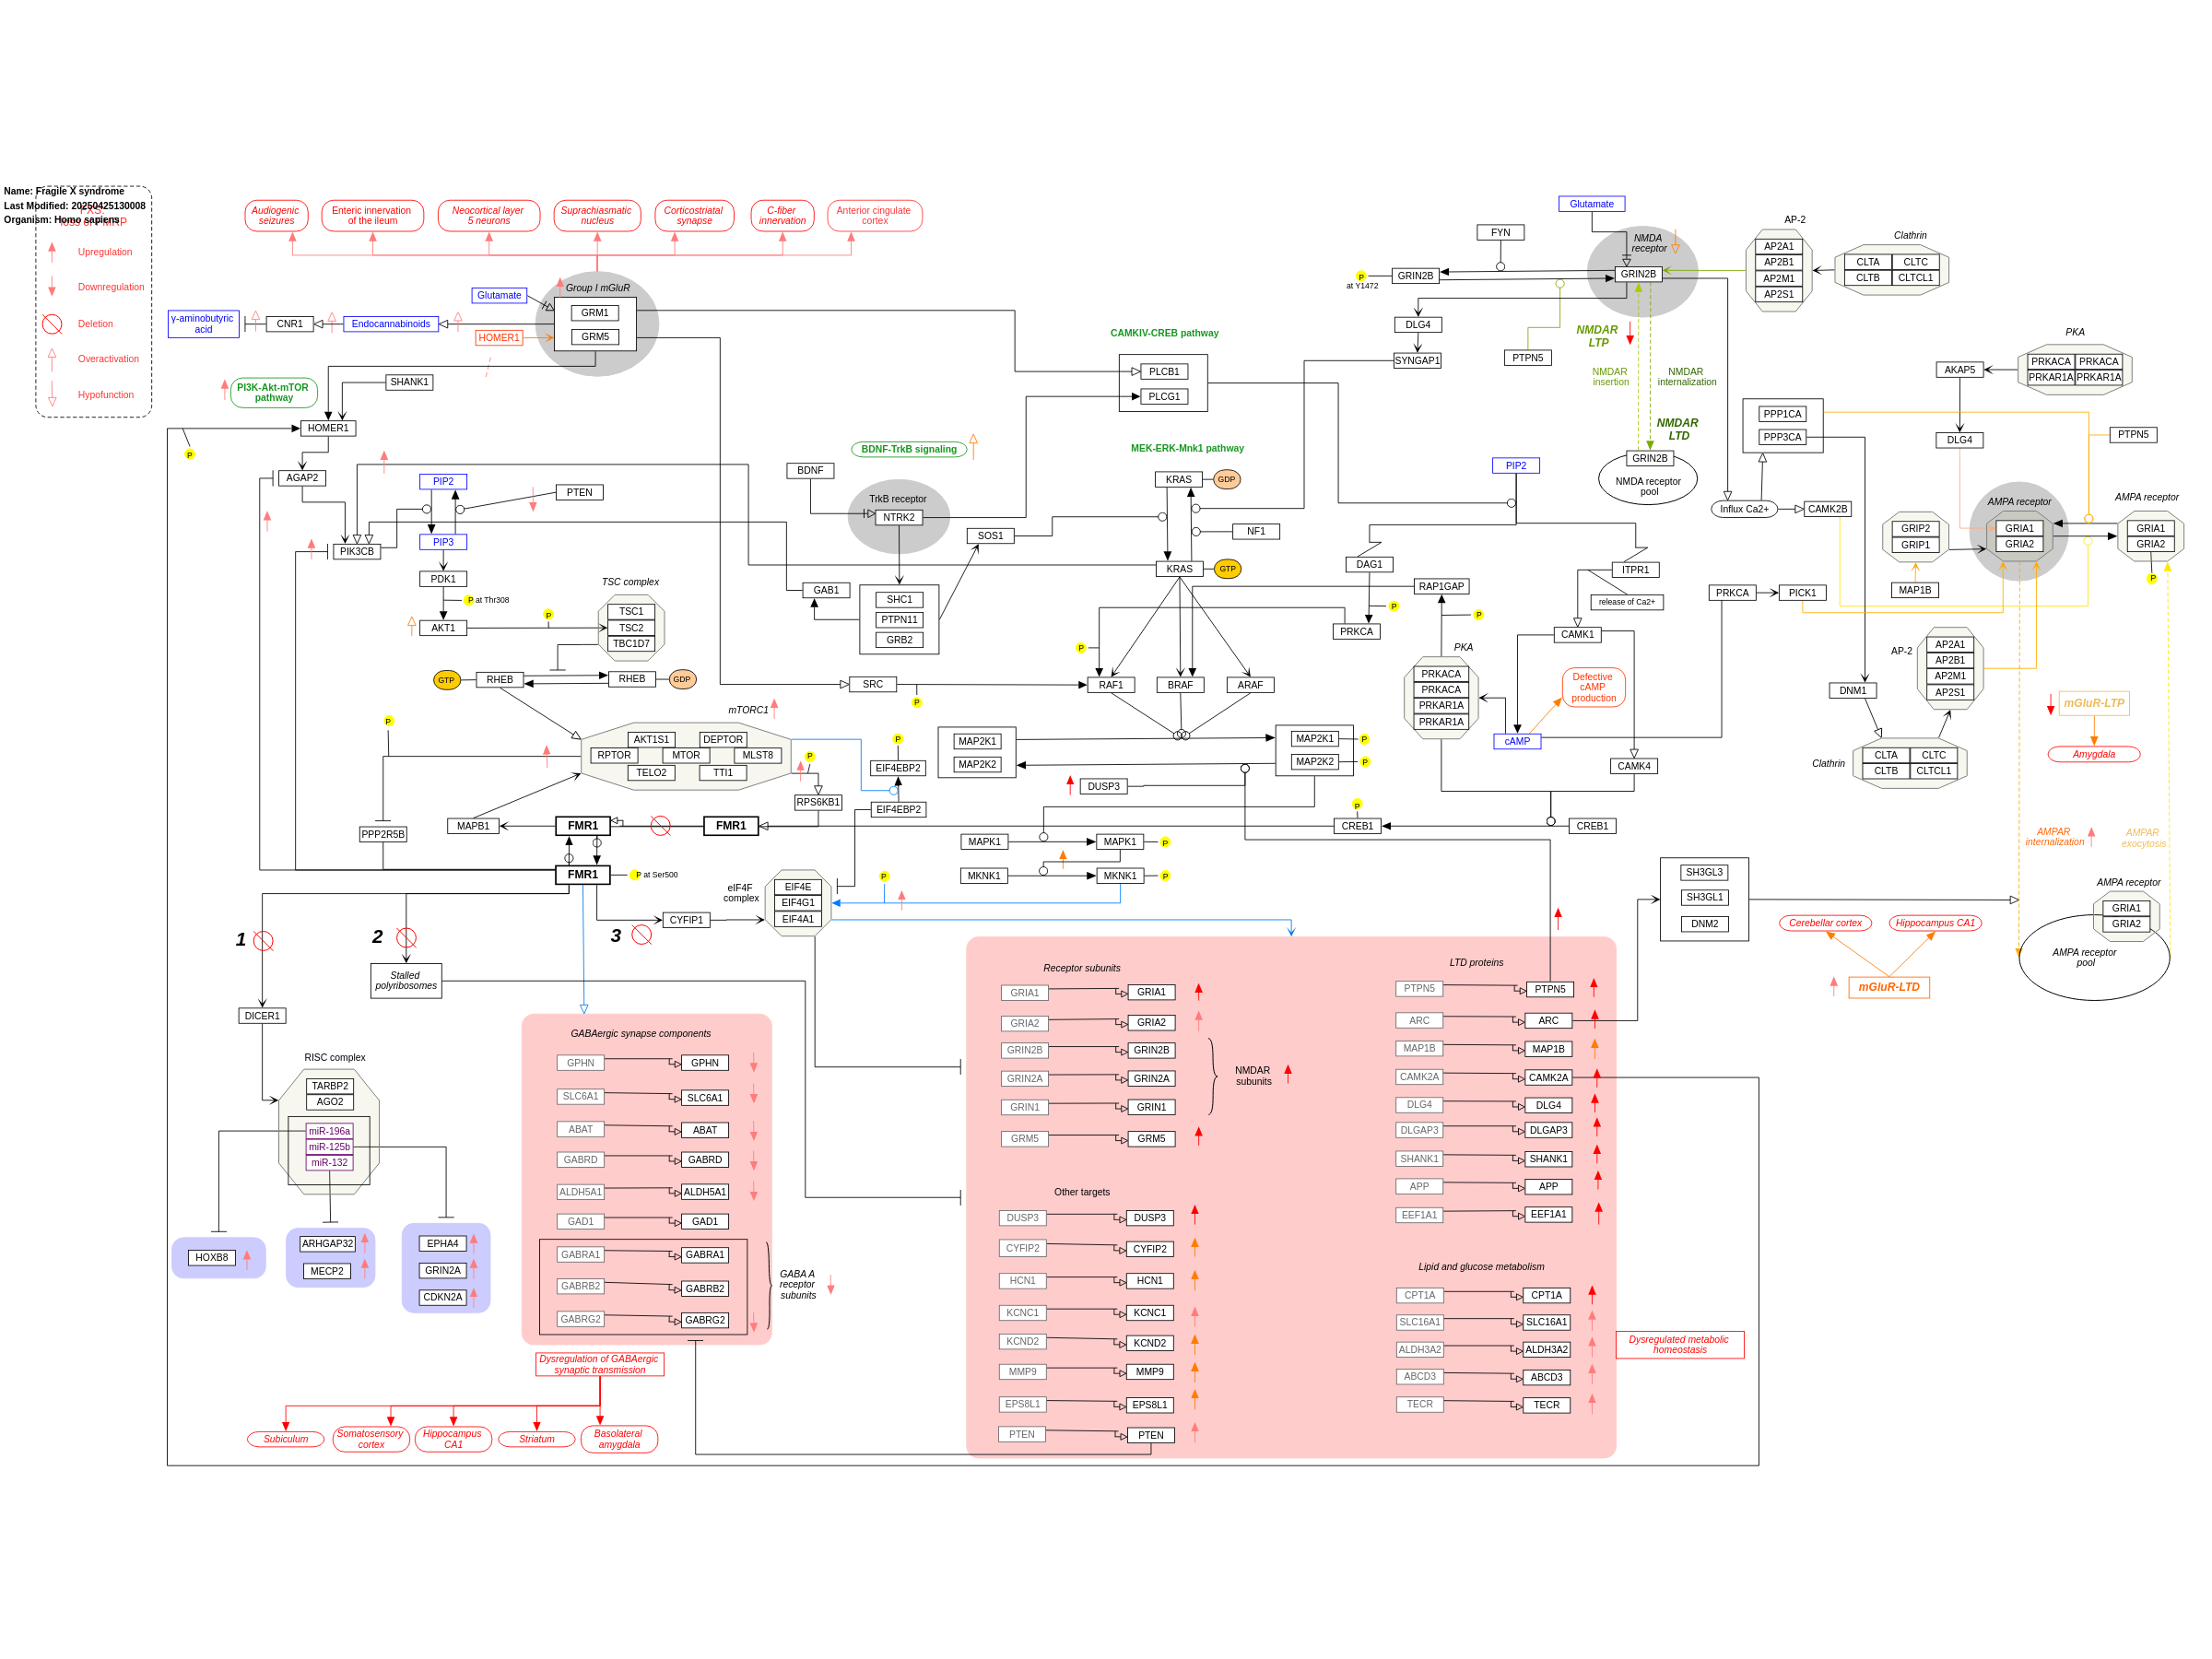 Name: Fragile X syndrome
Last Modified: 20250425130008
Organism: Homo sapiens
FXS:
loss of FMRP
Upregulation
Downregulation
Deletion
Overactivation
Hypofunction
Audiogenic
seizures
Enteric innervation
of the ileum
Neocortical layer
5 neurons
Suprachiasmatic
nucleus
Corticostriatal
synapse
C-fiber
innervation
Anterior cingulate
cortex
Group I mGluR
Glutamate
GRM1
GRM5
HOMER1
γ-aminobutyric
acid
CNR1
Endocannabinoids
PI3K-Akt-mTOR
pathway
SHANK1
HOMER1
P
AGAP2
PIP2
PTEN
PIP3
PIK3CB
PDK1
P at Thr308
AKT1
P
TSC complex
TSC1
TSC2
TBC1D7
GTP
RHEB
RHEB
GDP
mTORC1
AKT1S1
DEPTOR
RPTOR
MTOR
MLST8
TELO2
TTI1
P
P
PPP2R5B
MAPB1
FMR1
FMR1
RPS6KB1
FMR1
P at Ser500
P
EIF4EBP2
EIF4EBP2
CAMKIV-CREB pathway
PLCB1
PLCG1
BDNF-TrkB signaling
BDNF
TrkB receptor
NTRK2
SOS1
GAB1
SHC1
PTPN11
GRB2
SRC
P
MEK-ERK-Mnk1 pathway
KRAS
GDP
NF1
KRAS
GTP
P
RAF1
BRAF
ARAF
MAP2K1
MAP2K2
MAP2K1
MAP2K2
P
P
DUSP3
MAPK1
MAPK1
P
MKNK1
MKNK1
P
P
CREB1
CREB1
P
eIF4F
complex
EIF4E
EIF4G1
EIF4A1
CYFIP1
1
2
3
Stalled
polyribosomes
DICER1
RISC complex
TARBP2
AGO2
miR-196a
miR-125b
miR-132
HOXB8
ARHGAP32
MECP2
EPHA4
GRIN2A
CDKN2A
Glutamate
FYN
NMDA
receptor
GRIN2B
GRIN2B
P
at Y1472
DLG4
SYNGAP1
PTPN5
NMDAR
LTP
NMDAR
insertion
NMDAR
internalization
NMDAR
LTD
GRIN2B
NMDA receptor
pool
AP-2
AP2A1
AP2B1
AP2M1
AP2S1
Clathrin
CLTA
CLTC
CLTB
CLTCL1
PKA
PRKACA
PRKACA
PRKAR1A
PRKAR1A
AKAP5
DLG4
PTPN5
PPP1CA
PPP3CA
Influx Ca2+
CAMK2B
PIP2
DAG1
ITPR1
release of Ca2+
RAP1GAP
P
P
PRKCA
CAMK1
PKA
PRKACA
PRKACA
PRKAR1A
PRKAR1A
Defective
cAMP
production
cAMP
CAMK4
PRKCA
PICK1
AMPA receptor
GRIA1
GRIA2
AMPA receptor
GRIA1
GRIA2
P
GRIP2
GRIP1
MAP1B
AP-2
AP2A1
AP2B1
AP2M1
AP2S1
DNM1
Clathrin
CLTA
CLTC
CLTB
CLTCL1
mGluR-LTP
Amygdala
AMPAR
internalization
AMPAR
exocytosis
AMPA receptor
GRIA1
GRIA2
AMPA receptor
pool
SH3GL3
SH3GL1
DNM2
Cerebellar cortex
Hippocampus CA1
mGluR-LTD
GABAergic synapse components
GPHN
GPHN
SLC6A1
SLC6A1
ABAT
ABAT
GABRD
GABRD
ALDH5A1
ALDH5A1
GAD1
GAD1
GABRA1
GABRA1
GABRB2
GABRB2
GABRG2
GABRG2
GABA A
receptor
subunits
Dysregulation of GABAergic
synaptic transmission
Subiculum
Somatosensory
cortex
Hippocampus
CA1
Striatum
Basolateral
amygdala
Receptor subunits
GRIA1
GRIA1
GRIA2
GRIA2
GRIN2B
GRIN2B
GRIN2A
GRIN2A
GRIN1
GRIN1
GRM5
GRM5
NMDAR
subunits
Other targets
DUSP3
DUSP3
CYFIP2
CYFIP2
HCN1
HCN1
KCNC1
KCNC1
KCND2
KCND2
MMP9
MMP9
EPS8L1
EPS8L1
PTEN
PTEN
LTD proteins
PTPN5
PTPN5
ARC
ARC
MAP1B
MAP1B
CAMK2A
CAMK2A
DLG4
DLG4
DLGAP3
DLGAP3
SHANK1
SHANK1
APP
APP
EEF1A1
EEF1A1
Lipid and glucose metabolism
CPT1A
CPT1A
SLC16A1
SLC16A1
ALDH3A2
ALDH3A2
ABCD3
ABCD3
TECR
TECR
Dysregulated metabolic
homeostasis